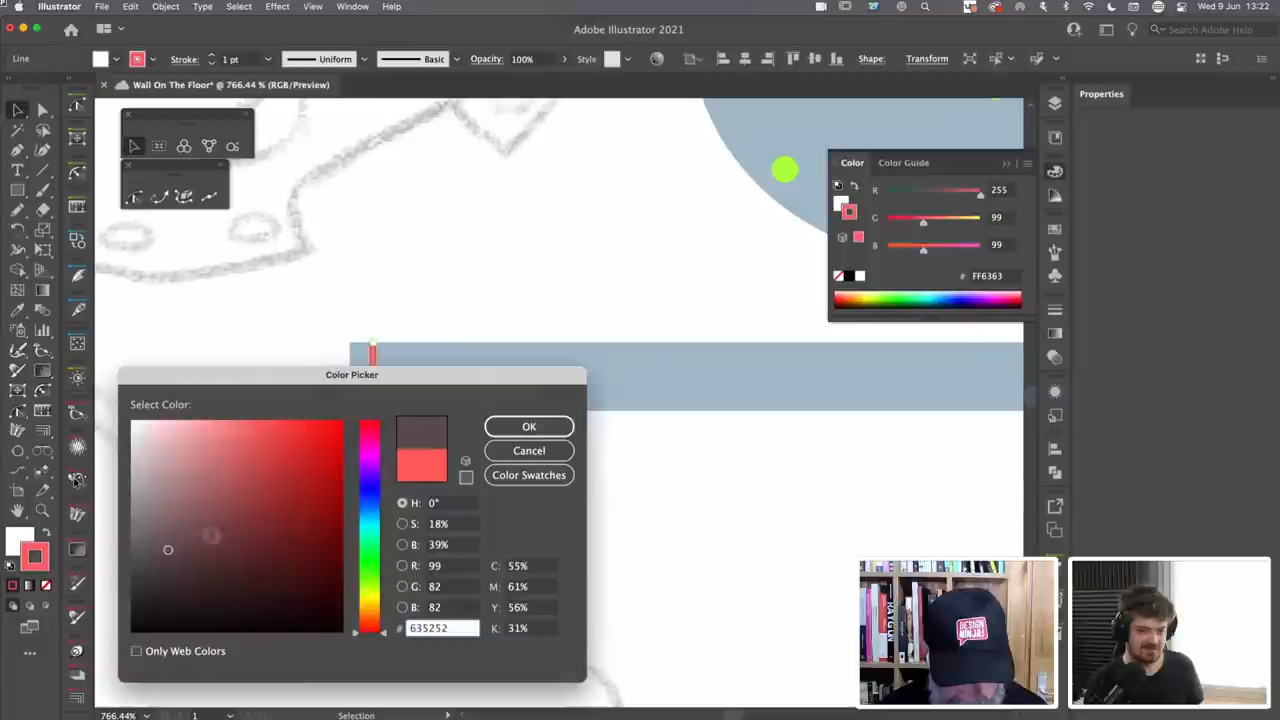 Illustrator File Edit Object Type Select Effect View Window Help
Wed 9 Jun 13:22
Adobe Illustrator 2021
Search Adobe Help
Line
Stroke: 1 pt
Uniform
Basic
Opacity: 100%
Style
Shape:
Transform
Wall On The Floor* @ 766.44 % (RGB/Preview)
Properties
Color Color Guide
R 255
G 99
B 99
# FF6363
Color Picker
Select Color:
OK
Cancel
Color Swatches
H: 0°
S: 18%
B: 39%
R: 99 C: 55%
G: 82 M: 61%
B: 82 Y: 56%
# 635252 K: 31%
Only Web Colors
DESIGN
NINJA!
766.44% 1 Selection